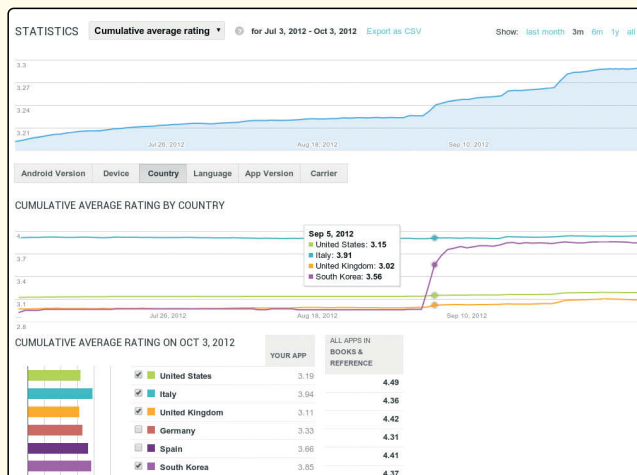 STATISTICS Cumulative average rating ▾ ? for Jul 3, 2012 - Oct 3, 2012 Export as CSV Show: last month 3m 6m 1y all
3.3
3.27
3.24
3.21
Jul 26, 2012 Aug 18, 2012 Sep 10, 2012
Android Version Device Country Language App Version Carrier
CUMULATIVE AVERAGE RATING BY COUNTRY
4
3.7
3.4
3.1
2.8
Sep 5, 2012
United States: 3.15
Italy: 3.91
United Kingdom: 3.02
South Korea: 3.56
Jul 26, 2012 Aug 18, 2012 Sep 10, 2012
CUMULATIVE AVERAGE RATING ON OCT 3, 2012
YOUR APP
ALL APPS IN
BOOKS &
REFERENCE
United States 3.19 4.49
Italy 3.94 4.36
United Kingdom 3.11 4.42
Germany 3.33 4.31
Spain 3.66 4.41
South Korea 3.85 4.37